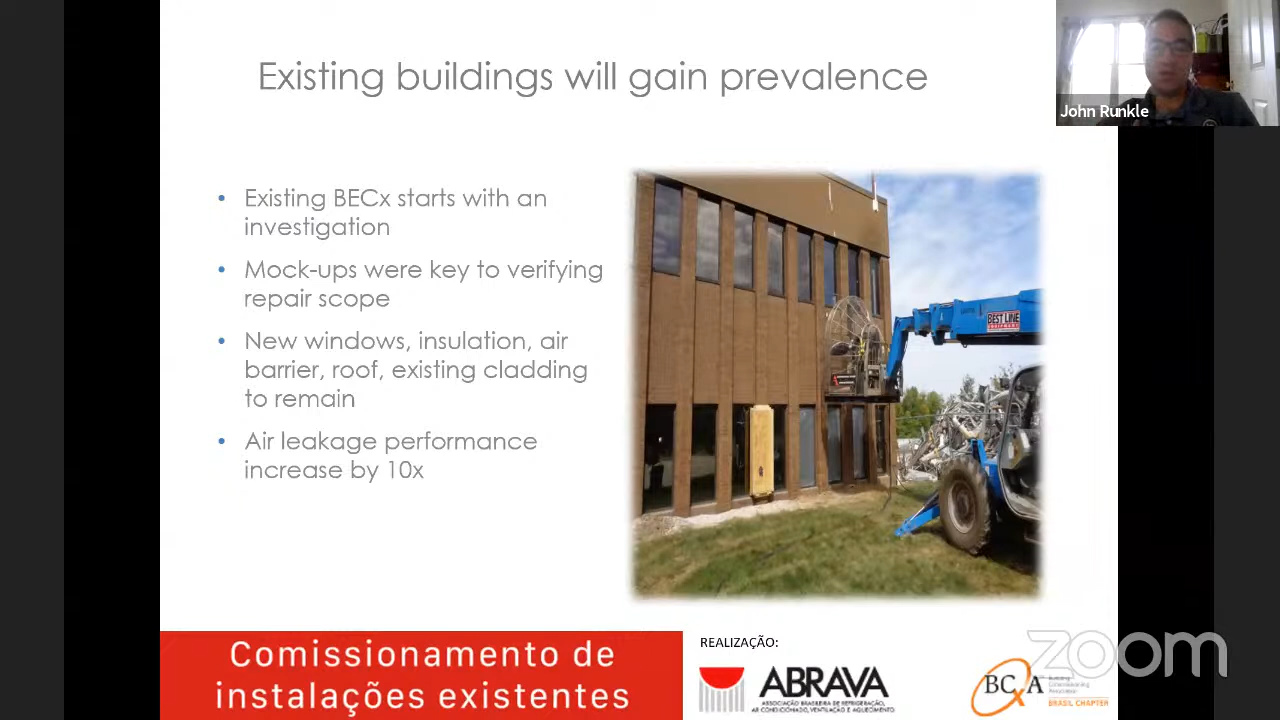 Existing buildings will gain prevalence
John Runkle
• Existing BECx starts with an
investigation
• Mock-ups were key to verifying
repair scope
• New windows, insulation, air
barrier, roof, existing cladding
to remain
• Air leakage performance
increase by 10x
BEST LINE
EQUIPMENT
Comissionamento de
instalações existentes
REALIZAÇÃO:
ABRAVA
ASSOCIAÇÃO BRASILEIRA DE REFRIGERAÇÃO,
AR CONDICIONADO, VENTILAÇÃO E AQUECIMENTO
BCA
Building
Commissioning
Association
BRASIL CHAPTER
zoom